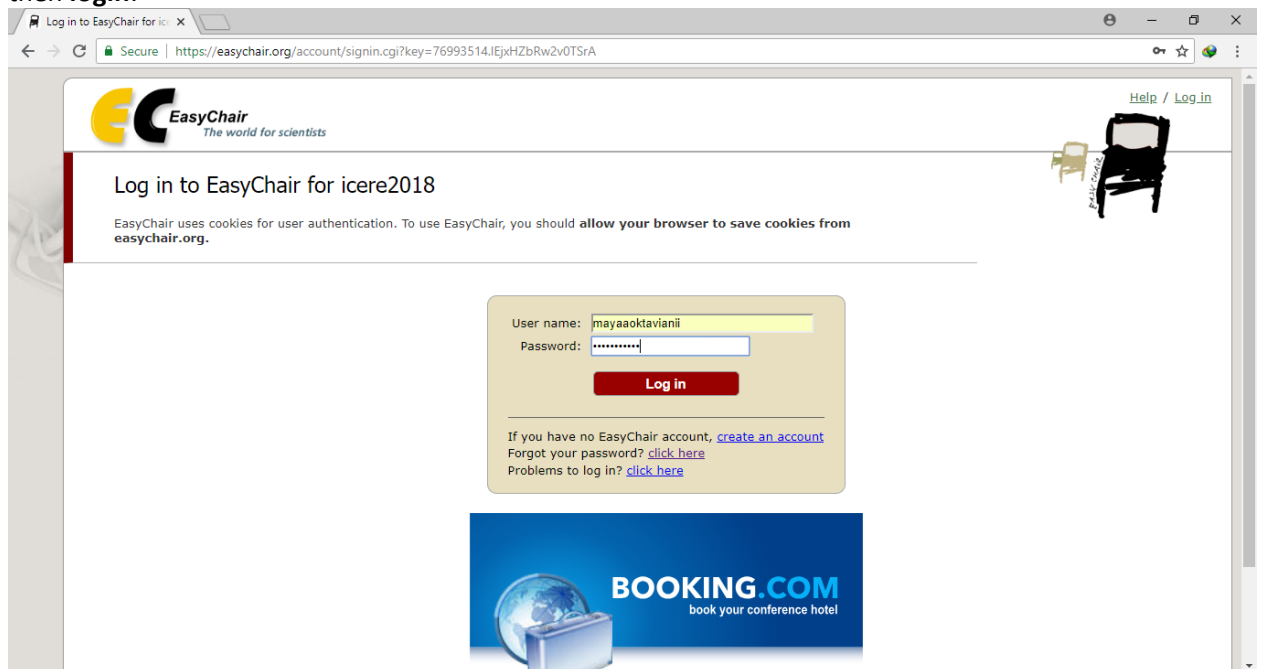 then login.
Log in to EasyChair for ic
Secure | https://easychair.org/account/signin.cgi?key=76993514.lEjxHZbRw2v0TSrA
Help / Log in
EC EasyChair
The world for scientists
easy chair
Log in to EasyChair for icere2018
EasyChair uses cookies for user authentication. To use EasyChair, you should allow your browser to save cookies from
easychair.org.
User name: mayaaoktavianii
Password: •••••••••••
Log in
If you have no EasyChair account, create an account
Forgot your password? click here
Problems to log in? click here
BOOKING.COM
book your conference hotel